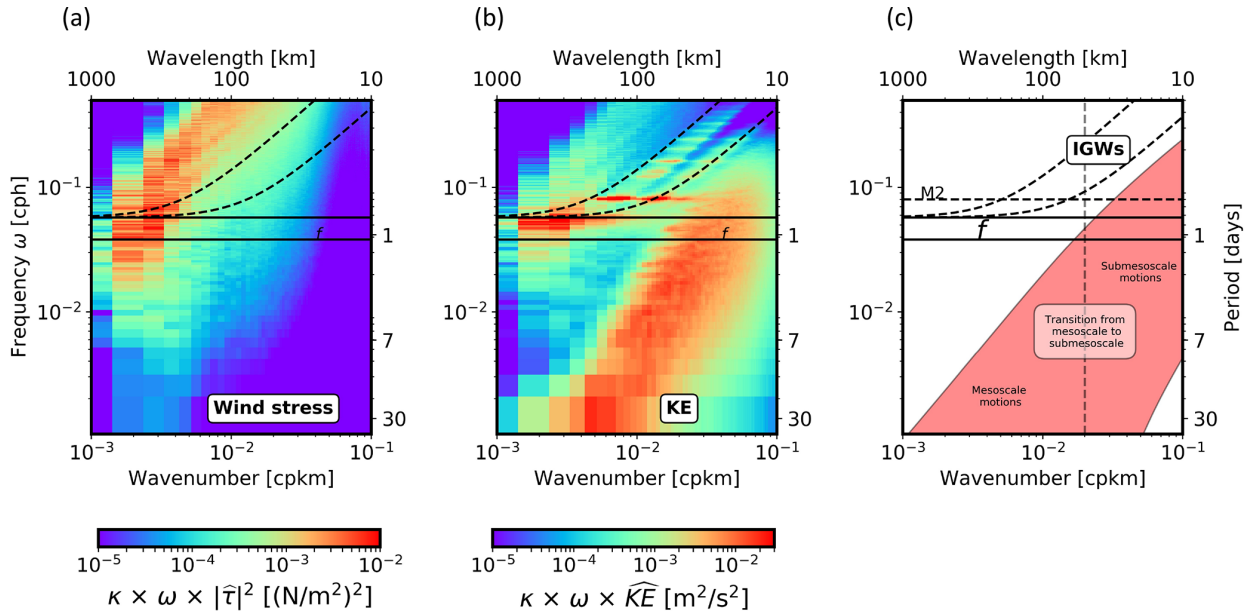 (a)
(b)
(c)
Wavelength [km]
Wavelength [km]
Wavelength [km]
1000 100 10
1000 100 10
1000 100 10
Frequency ω [cph]
10⁻¹
10⁻²
f
1
7
30
Wind stress
10⁻³ 10⁻² 10⁻¹
Wavenumber [cpkm]
10⁻¹
10⁻²
f
1
7
30
KE
10⁻³ 10⁻² 10⁻¹
Wavenumber [cpkm]
10⁻¹
10⁻²
IGWs
M2
f
Submesoscale
motions
Transition from
mesoscale to
submesoscale
Mesoscale
motions
1
7
30
Period [days]
10⁻³ 10⁻² 10⁻¹
Wavenumber [cpkm]
10⁻⁵ 10⁻⁴ 10⁻³ 10⁻²
κ × ω × |τ̂|² [(N/m²)²]
10⁻⁵ 10⁻⁴ 10⁻³ 10⁻²
κ × ω × K͡E [m²/s²]